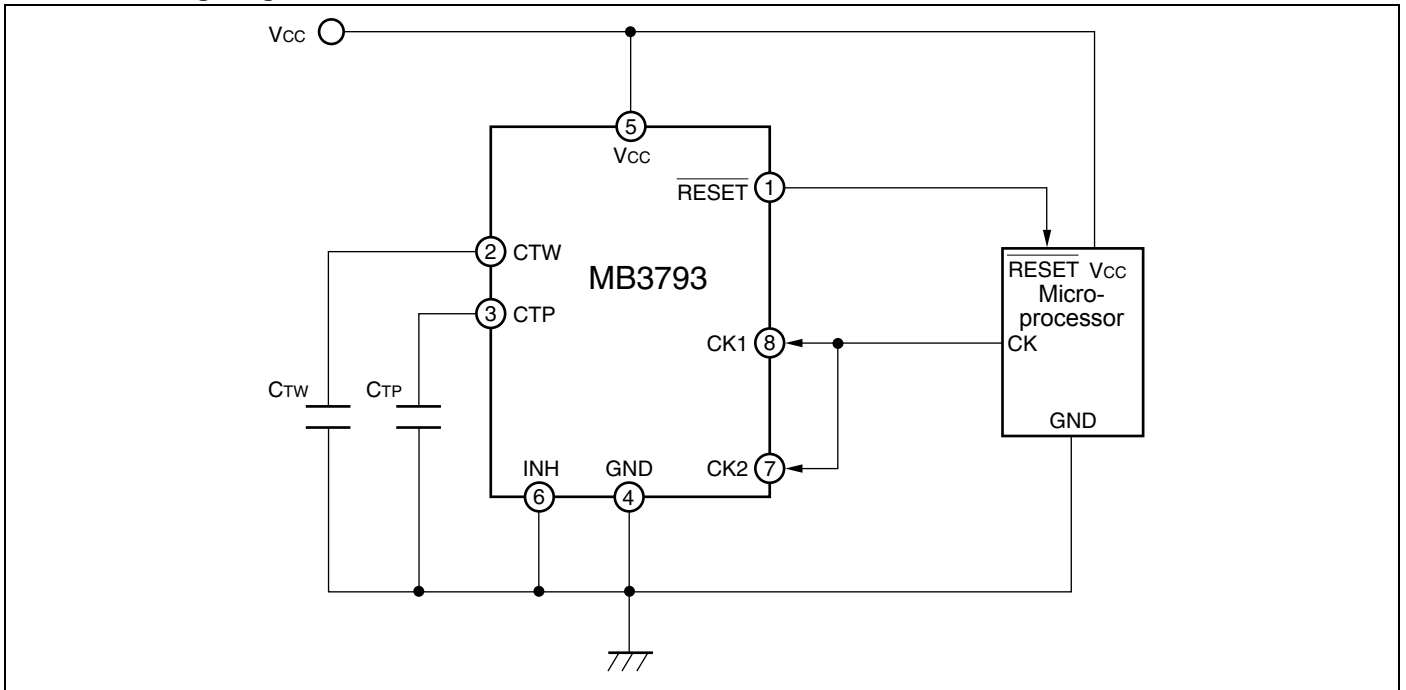 VCC
5
VCC
RESET
1
2
CTW
MB3793
RESET VCC
Micro-
processor
3
CTP
CK1
8
CK
CTW
CTP
GND
INH
GND
CK2
7
6
4